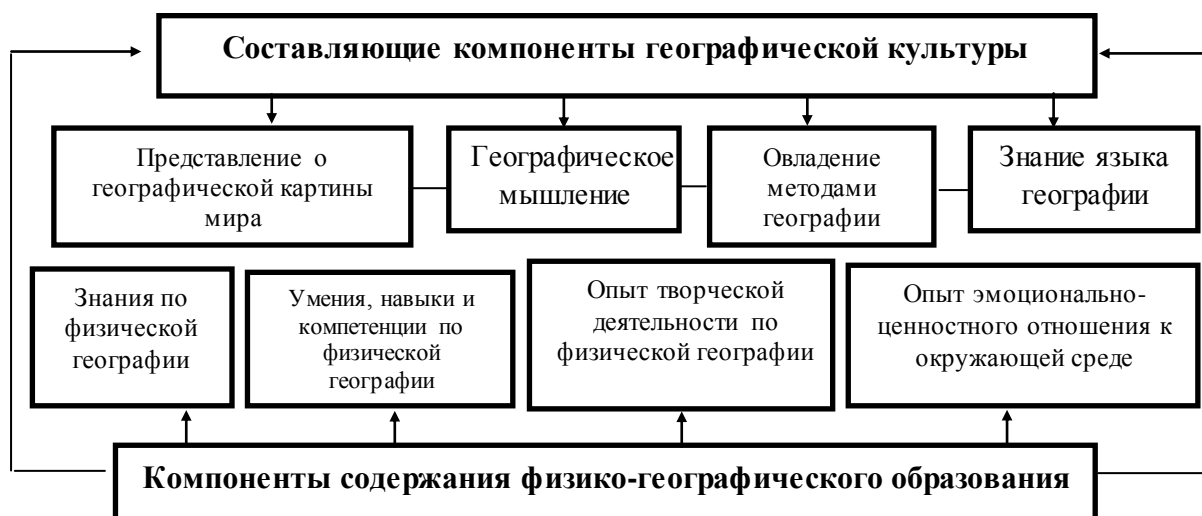 Составляющие компоненты географической культуры
Представление о
географической картины
мира
Географическое
мышление
Овладение
методами
географии
Знание языка
географии
Знания по
физической
географии
Умения, навыки и
компетенции по
физической
географии
Опыт творческой
деятельности по
физической географии
Опыт эмоционально-
ценностного отношения к
окружающей среде
Компоненты содержания физико-географического образования